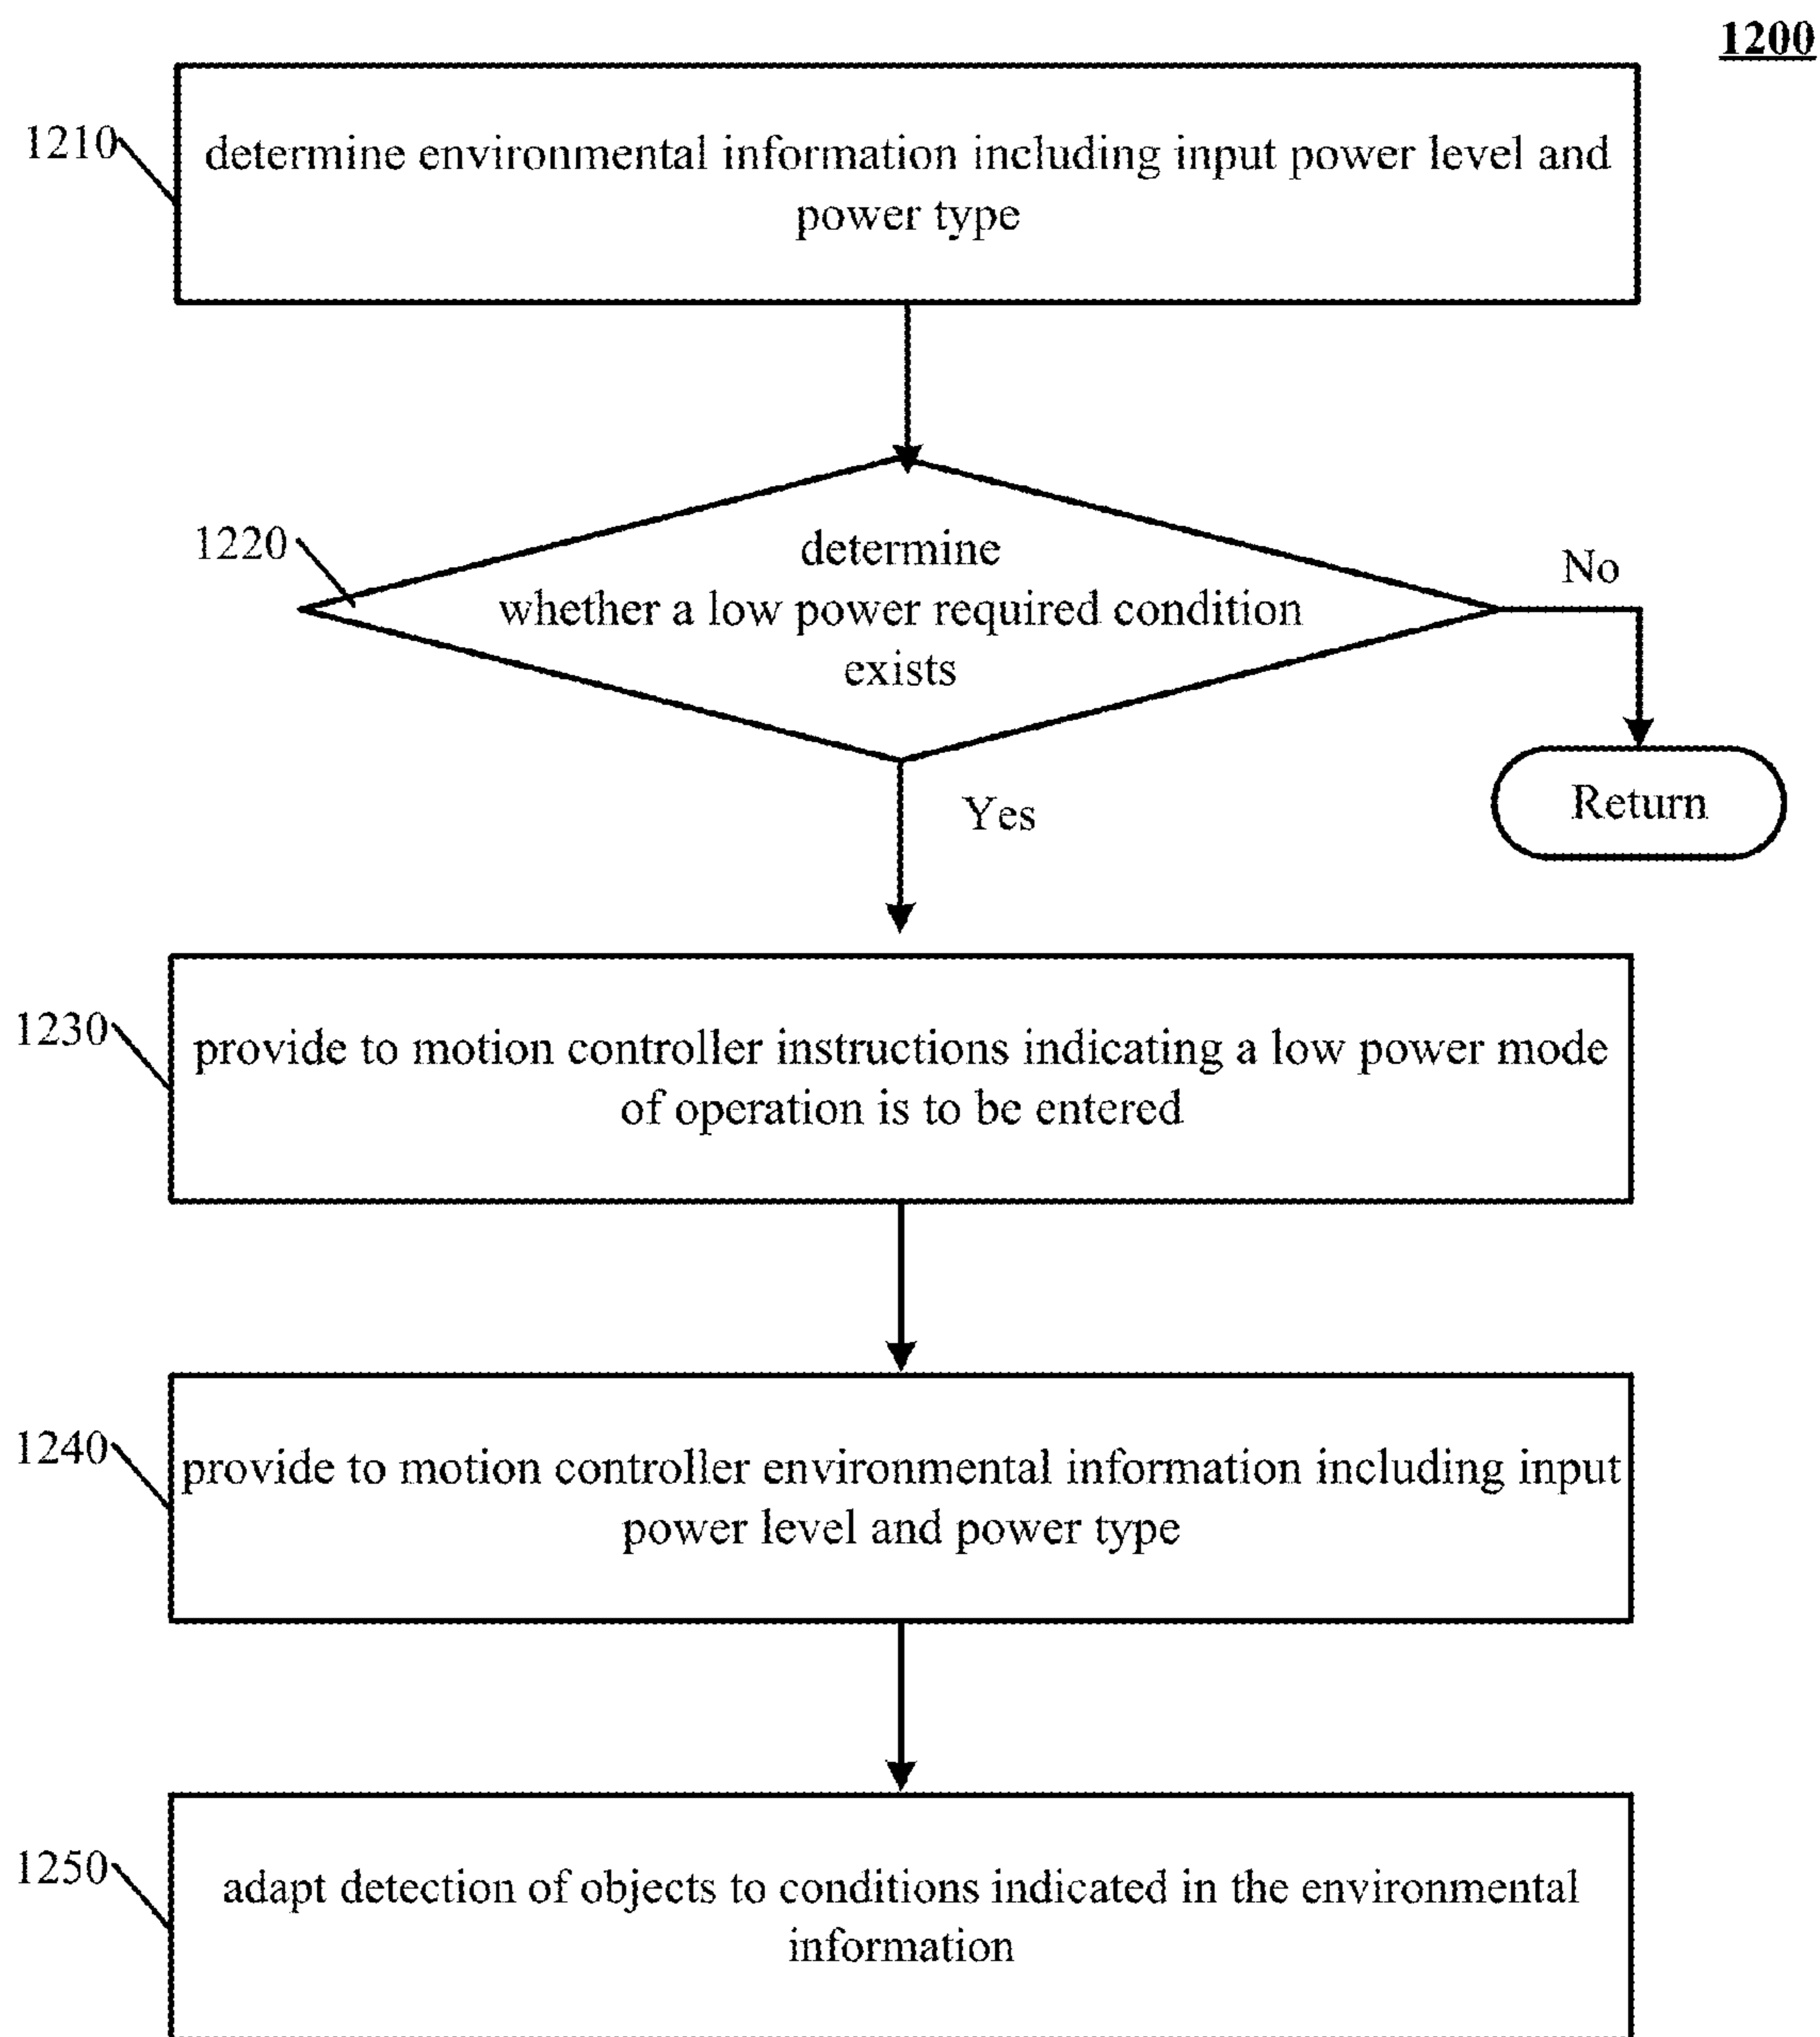 1200
1210
determine environmental information including input power level and
power type
1220
determine
whether a low power required condition
exists
No
Return
Yes
1230
provide to motion controller instructions indicating a low power mode
of operation is to be entered
1240
provide to motion controller environmental information including input
power level and power type
1250
adapt detection of objects to conditions indicated in the environmental
information